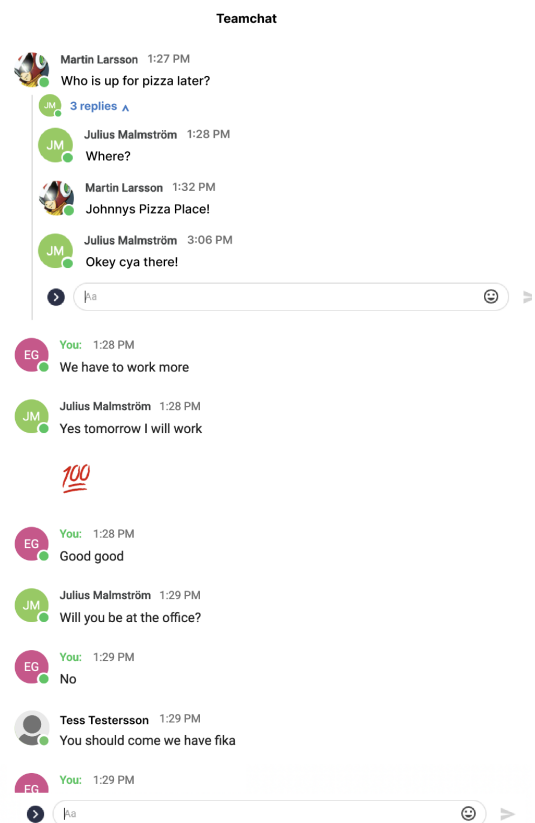 Teamchat
Martin Larsson 1:27 PM
Who is up for pizza later?
JM 3 replies
Julius Malmström 1:28 PM
JM
Where?
Martin Larsson 1:32 PM
Johnnys Pizza Place!
Julius Malmström 3:06 PM
JM
Okey cya there!
Aa
You: 1:28 PM
EG
We have to work more
Julius Malmström 1:28 PM
JM
Yes tomorrow I will work
100
You: 1:28 PM
EG
Good good
Julius Malmström 1:29 PM
JM
Will you be at the office?
You: 1:29 PM
EG
No
Tess Testersson 1:29 PM
You should come we have fika
You: 1:29 PM
EG
Aa